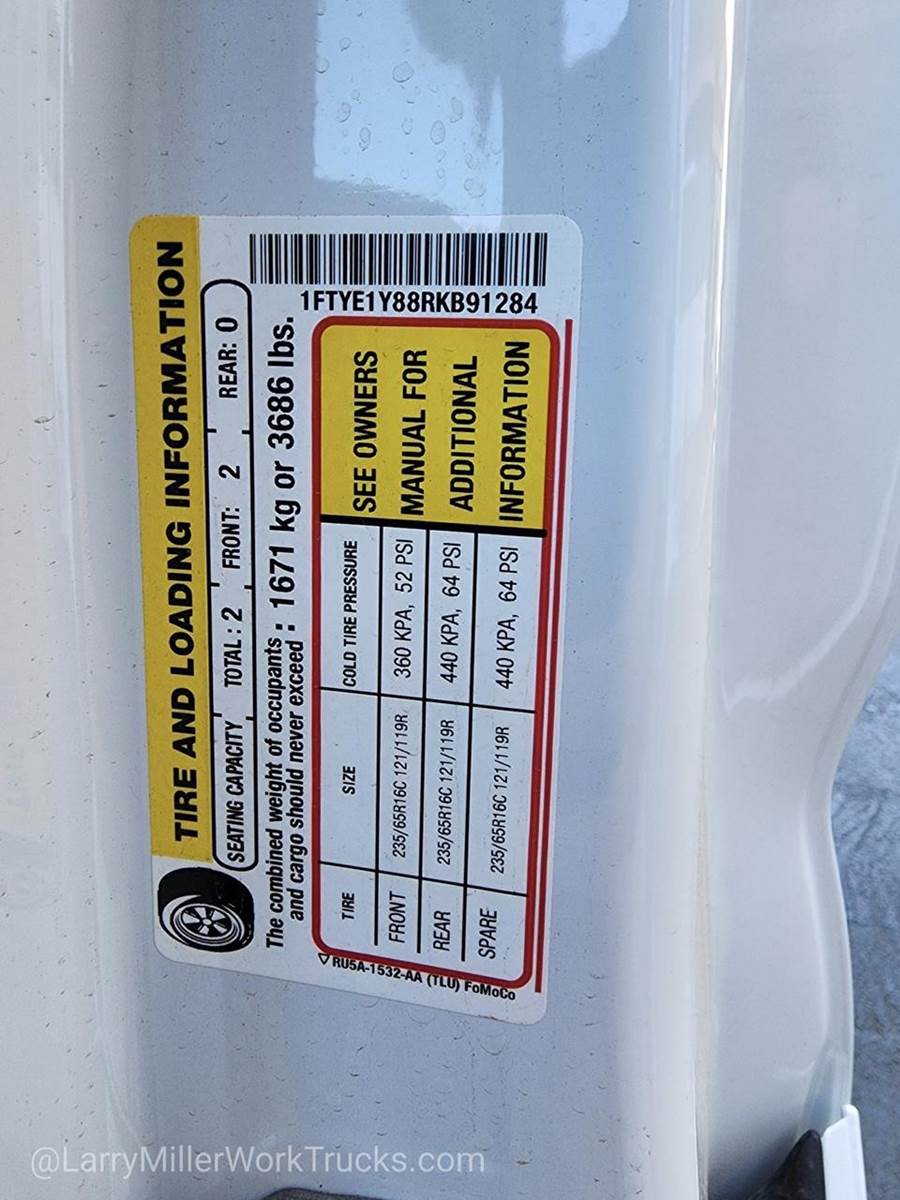 TIRE AND LOADING INFORMATION
SEATING CAPACITY TOTAL : 2 FRONT: 2 REAR: 0
The combined weight of occupants
and cargo should never exceed : 1671 kg or 3686 lbs.
1FTYE1Y88RKB91284
TIRE SIZE COLD TIRE PRESSURE
FRONT 235/65R16C 121/119R 360 KPA, 52 PSI
REAR 235/65R16C 121/119R 440 KPA, 64 PSI
SPARE 235/65R16C 121/119R 440 KPA, 64 PSI
SEE OWNERS
MANUAL FOR
ADDITIONAL
INFORMATION
RU5A-1532-AA (TLU) FoMoCo
@LarryMillerWorkTrucks.com